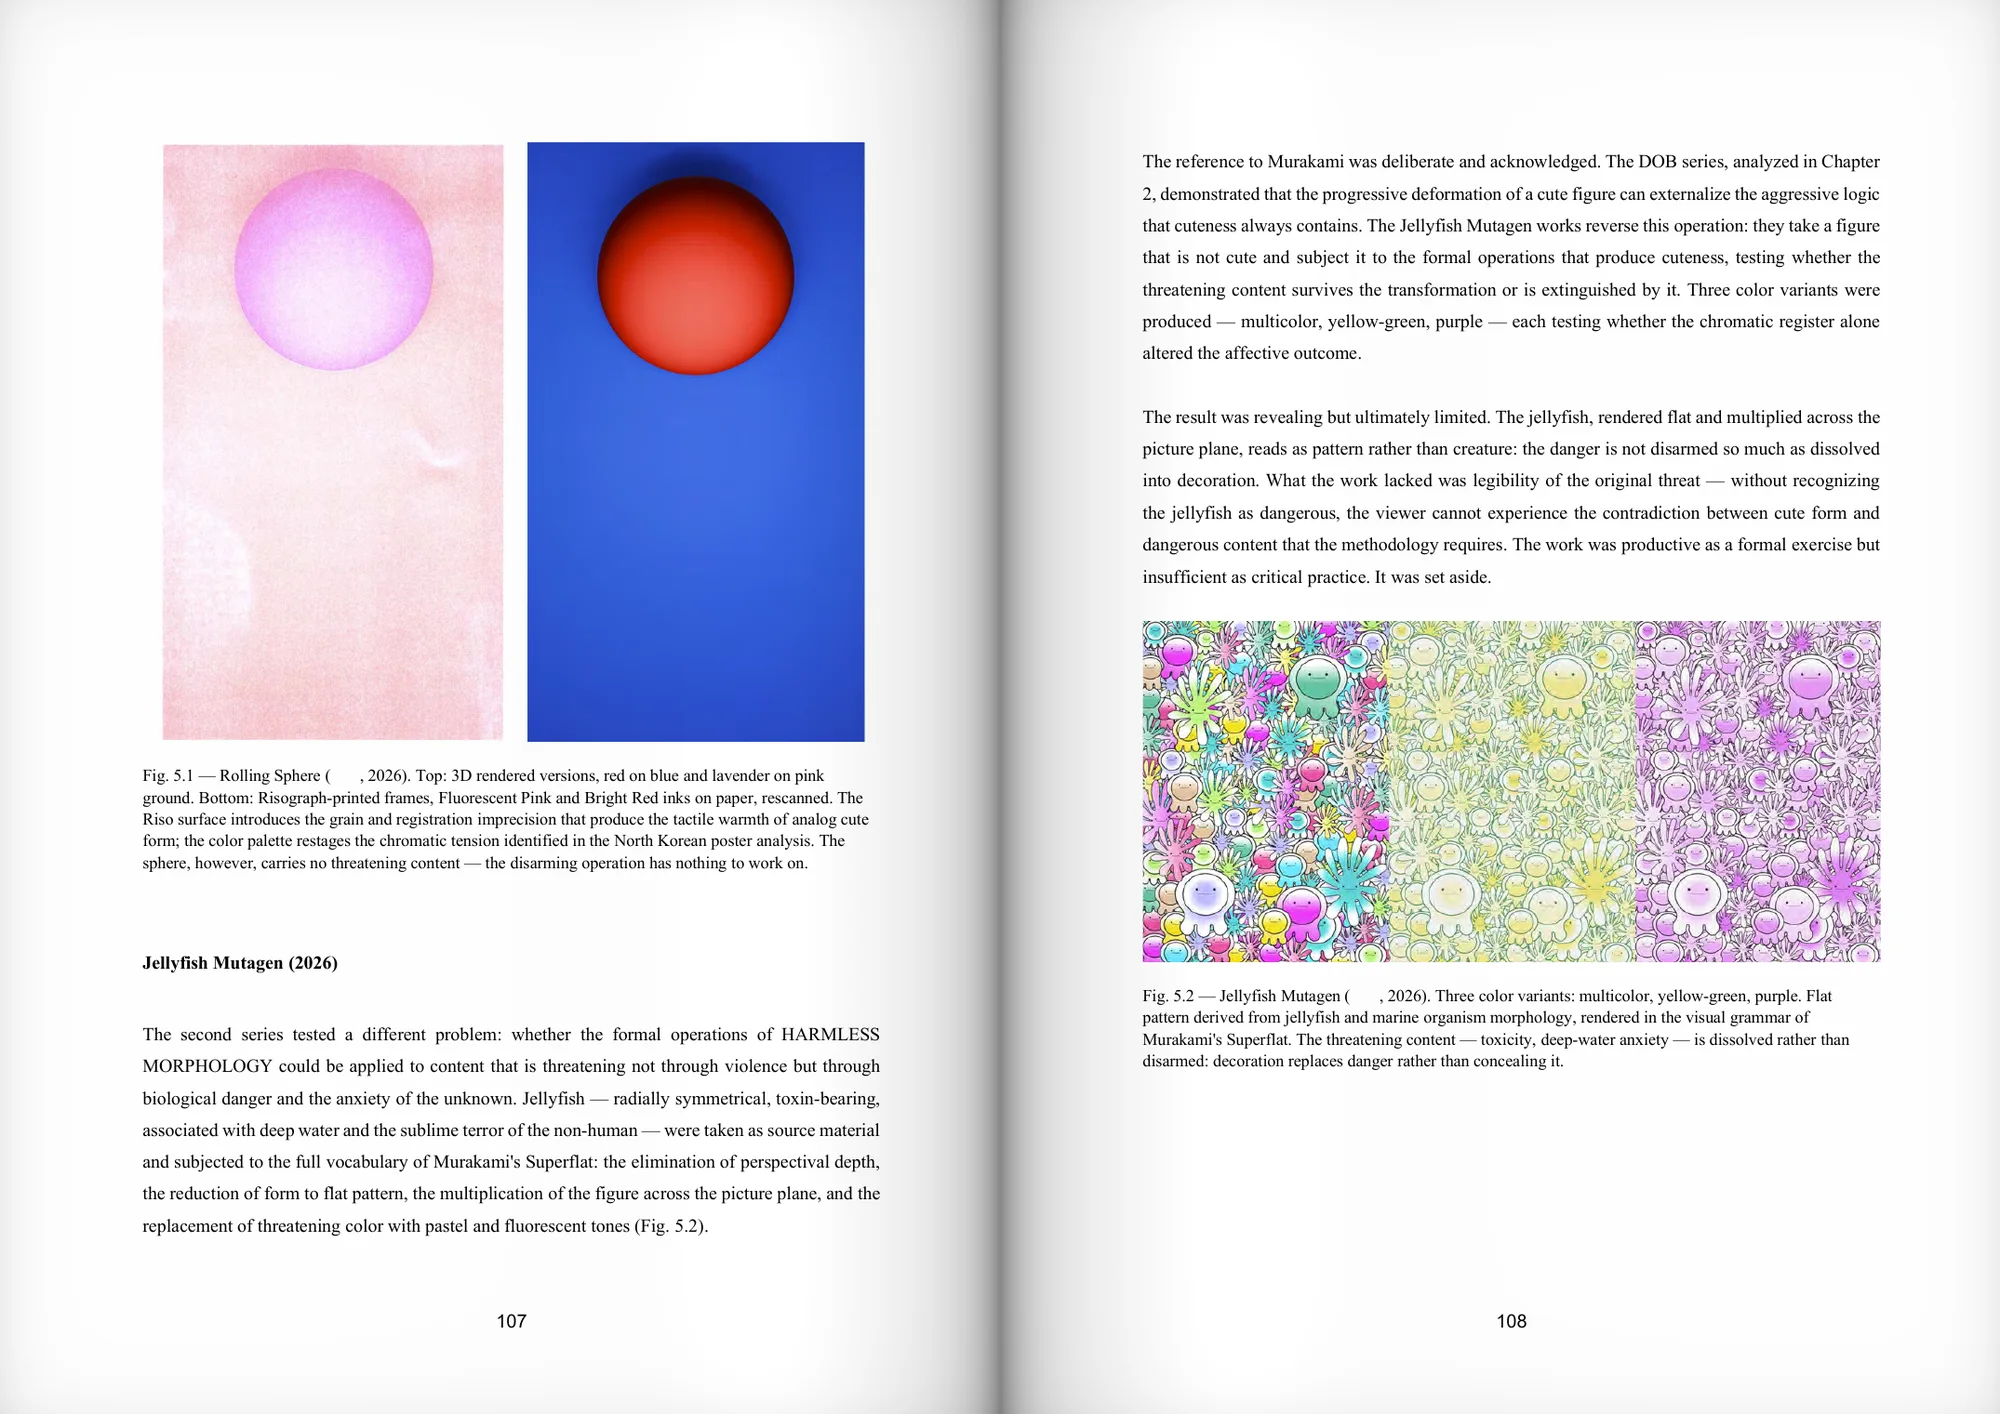 Fig. 5.1 — Rolling Sphere ( , 2026). Top: 3D rendered versions, red on blue and lavender on pink
ground. Bottom: Risograph-printed frames, Fluorescent Pink and Bright Red inks on paper, rescanned. The
Riso surface introduces the grain and registration imprecision that produce the tactile warmth of analog cute
form; the color palette restages the chromatic tension identified in the North Korean poster analysis. The
sphere, however, carries no threatening content — the disarming operation has nothing to work on.
Jellyfish Mutagen (2026)
The second series tested a different problem: whether the formal operations of HARMLESS
MORPHOLOGY could be applied to content that is threatening not through violence but through
biological danger and the anxiety of the unknown. Jellyfish — radially symmetrical, toxin-bearing,
associated with deep water and the sublime terror of the non-human — were taken as source material
and subjected to the full vocabulary of Murakami's Superflat: the elimination of perspectival depth,
the reduction of form to flat pattern, the multiplication of the figure across the picture plane, and the
replacement of threatening color with pastel and fluorescent tones (Fig. 5.2).
107
The reference to Murakami was deliberate and acknowledged. The DOB series, analyzed in Chapter
2, demonstrated that the progressive deformation of a cute figure can externalize the aggressive logic
that cuteness always contains. The Jellyfish Mutagen works reverse this operation: they take a figure
that is not cute and subject it to the formal operations that produce cuteness, testing whether the
threatening content survives the transformation or is extinguished by it. Three color variants were
produced — multicolor, yellow-green, purple — each testing whether the chromatic register alone
altered the affective outcome.
The result was revealing but ultimately limited. The jellyfish, rendered flat and multiplied across the
picture plane, reads as pattern rather than creature: the danger is not disarmed so much as dissolved
into decoration. What the work lacked was legibility of the original threat — without recognizing
the jellyfish as dangerous, the viewer cannot experience the contradiction between cute form and
dangerous content that the methodology requires. The work was productive as a formal exercise but
insufficient as critical practice. It was set aside.
Fig. 5.2 — Jellyfish Mutagen ( , 2026). Three color variants: multicolor, yellow-green, purple. Flat
pattern derived from jellyfish and marine organism morphology, rendered in the visual grammar of
Murakami's Superflat. The threatening content — toxicity, deep-water anxiety — is dissolved rather than
disarmed: decoration replaces danger rather than concealing it.
108